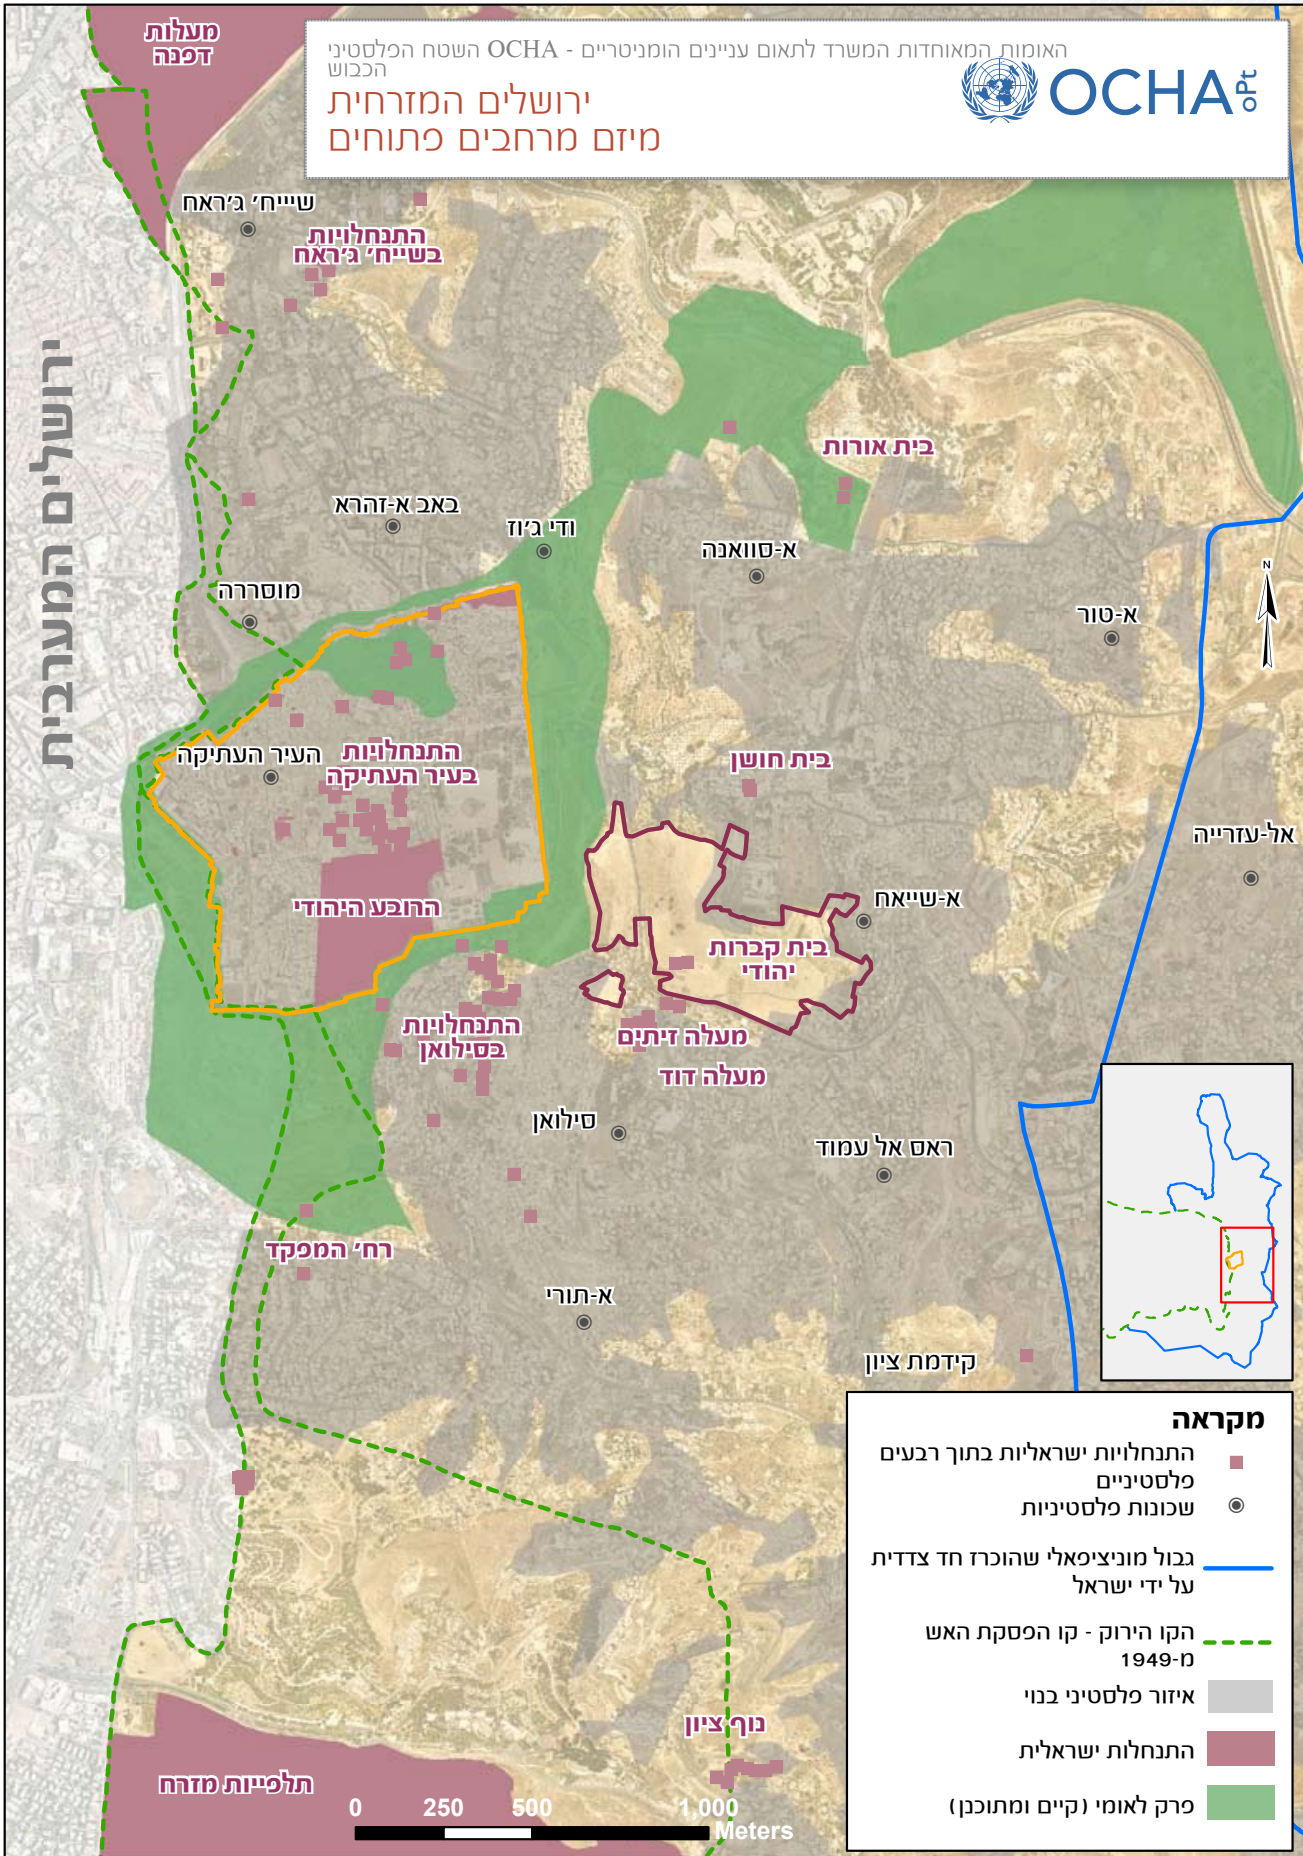 האומות המאוחדות המשרד לתאום עניינים הומניטריים - OCHA השטח הפלסטיני
הכבוש
ירושלים המזרחית
מיזם מרחבים פתוחים
OCHA oPt
מעלות
דפנה
שיייח' ג'ראח
התנחלויות
בשייח' ג'ראח
ירושלים המערבית
בית אורות
באב א-זהרא
ודי ג'וז
א-סוואנה
מוסררה
א-טור
N
העיר העתיקה
התנחלויות
בעיר העתיקה
בית חושן
אל-עזרייה
הרובע היהודי
א-שייאח
בית קברות
יהודי
התנחלויות
בסילואן
מעלה זיתים
מעלה דוד
סילואן
ראס אל עמוד
רח' המפקד
א-תורי
קידמת ציון
נוף ציון
תלפייות מזרח
0 250 500 1,000
Meters
מקראה
התנחלויות ישראליות בתוך רבעים
פלסטיניים
שכונות פלסטיניות
גבול מוניציפאלי שהוכרז חד צדדית
על ידי ישראל
הקו הירוק - קו הפסקת האש
מ-1949
איזור פלסטיני בנוי
התנחלות ישראלית
פרק לאומי (קיים ומתוכנן)